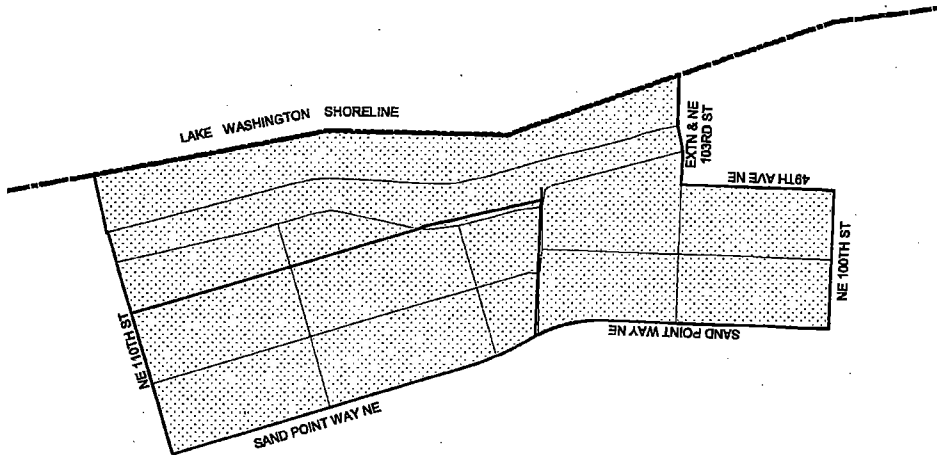 LAKE WASHINGTON SHORELINE
EXTN & NE
103RD ST
49TH AVE NE
NE 100TH ST
NE 110TH ST
SAND POINT WAY NE
SAND POINT WAY NE